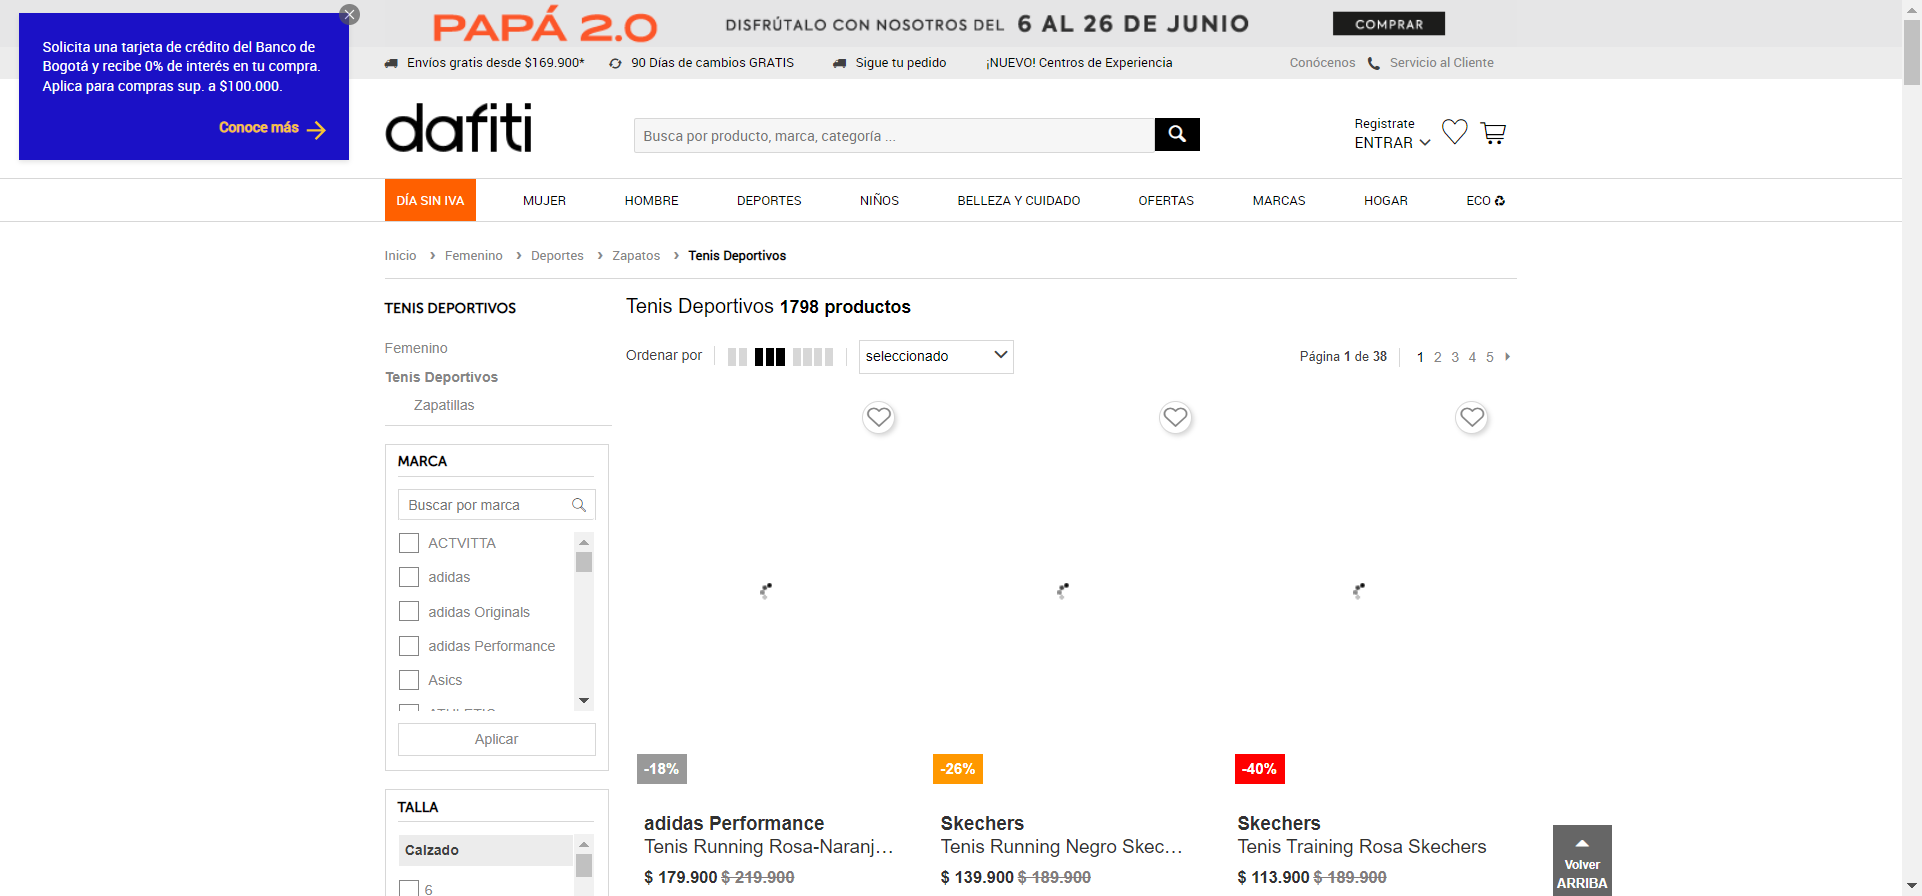 Solicita una tarjeta de crédito del Banco de
Bogotá y recibe 0% de interés en tu compra.
Aplica para compras sup. a $100.000.
Conoce más
PAPÁ 2.0
DISFRÚTALO CON NOSOTROS DEL 6 AL 26 DE JUNIO
COMPRAR
Envíos gratis desde $169.900*
90 Días de cambios GRATIS
Sigue tu pedido
¡NUEVO! Centros de Experiencia
Conócenos
Servicio al Cliente
dafiti
Busca por producto, marca, categoría ...
Registrate
ENTRAR
DÍA SIN IVA
MUJER
HOMBRE
DEPORTES
NIÑOS
BELLEZA Y CUIDADO
OFERTAS
MARCAS
HOGAR
ECO
Inicio › Femenino › Deportes › Zapatos › Tenis Deportivos
TENIS DEPORTIVOS
Femenino
Tenis Deportivos
Zapatillas
MARCA
Buscar por marca
ACTVITTA
adidas
adidas Originals
adidas Performance
Asics
Aplicar
TALLA
Calzado
6
Tenis Deportivos 1798 productos
Ordenar por
seleccionado
Página 1 de 38
1 2 3 4 5
-18%
adidas Performance
Tenis Running Rosa-Naranj…
$ 179.900 $ 219.900
-26%
Skechers
Tenis Running Negro Skec…
$ 139.900 $ 189.900
-40%
Skechers
Tenis Training Rosa Skechers
$ 113.900 $ 189.900
Volver
ARRIBA